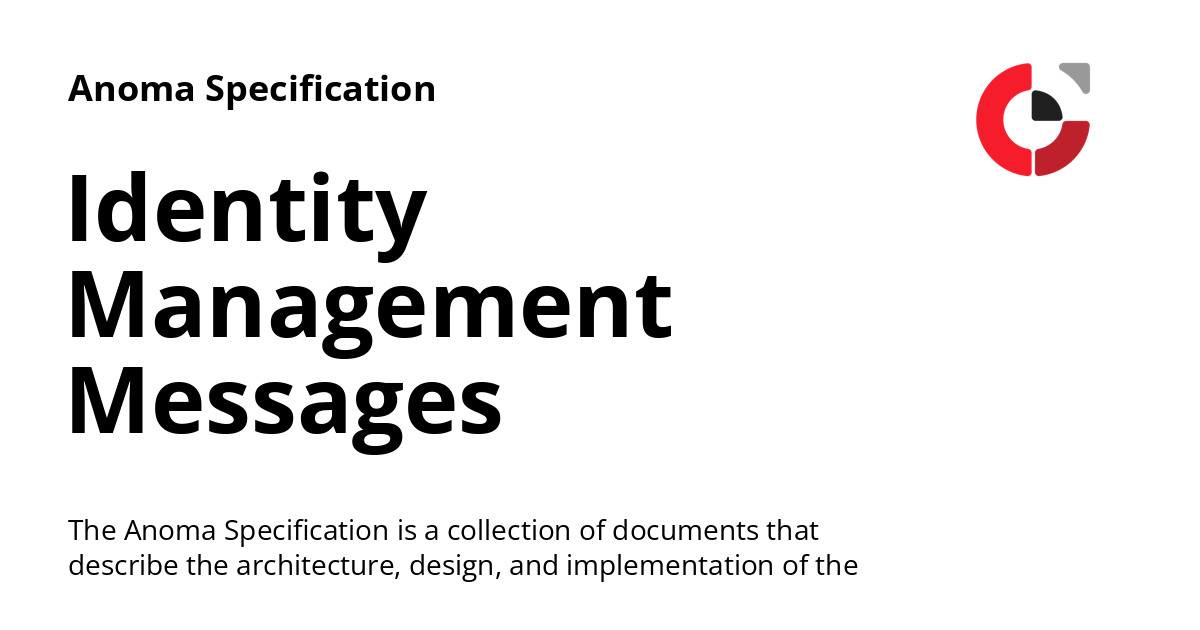 Anoma Specification
Identity
Management
Messages
The Anoma Specification is a collection of documents that
describe the architecture, design, and implementation of the